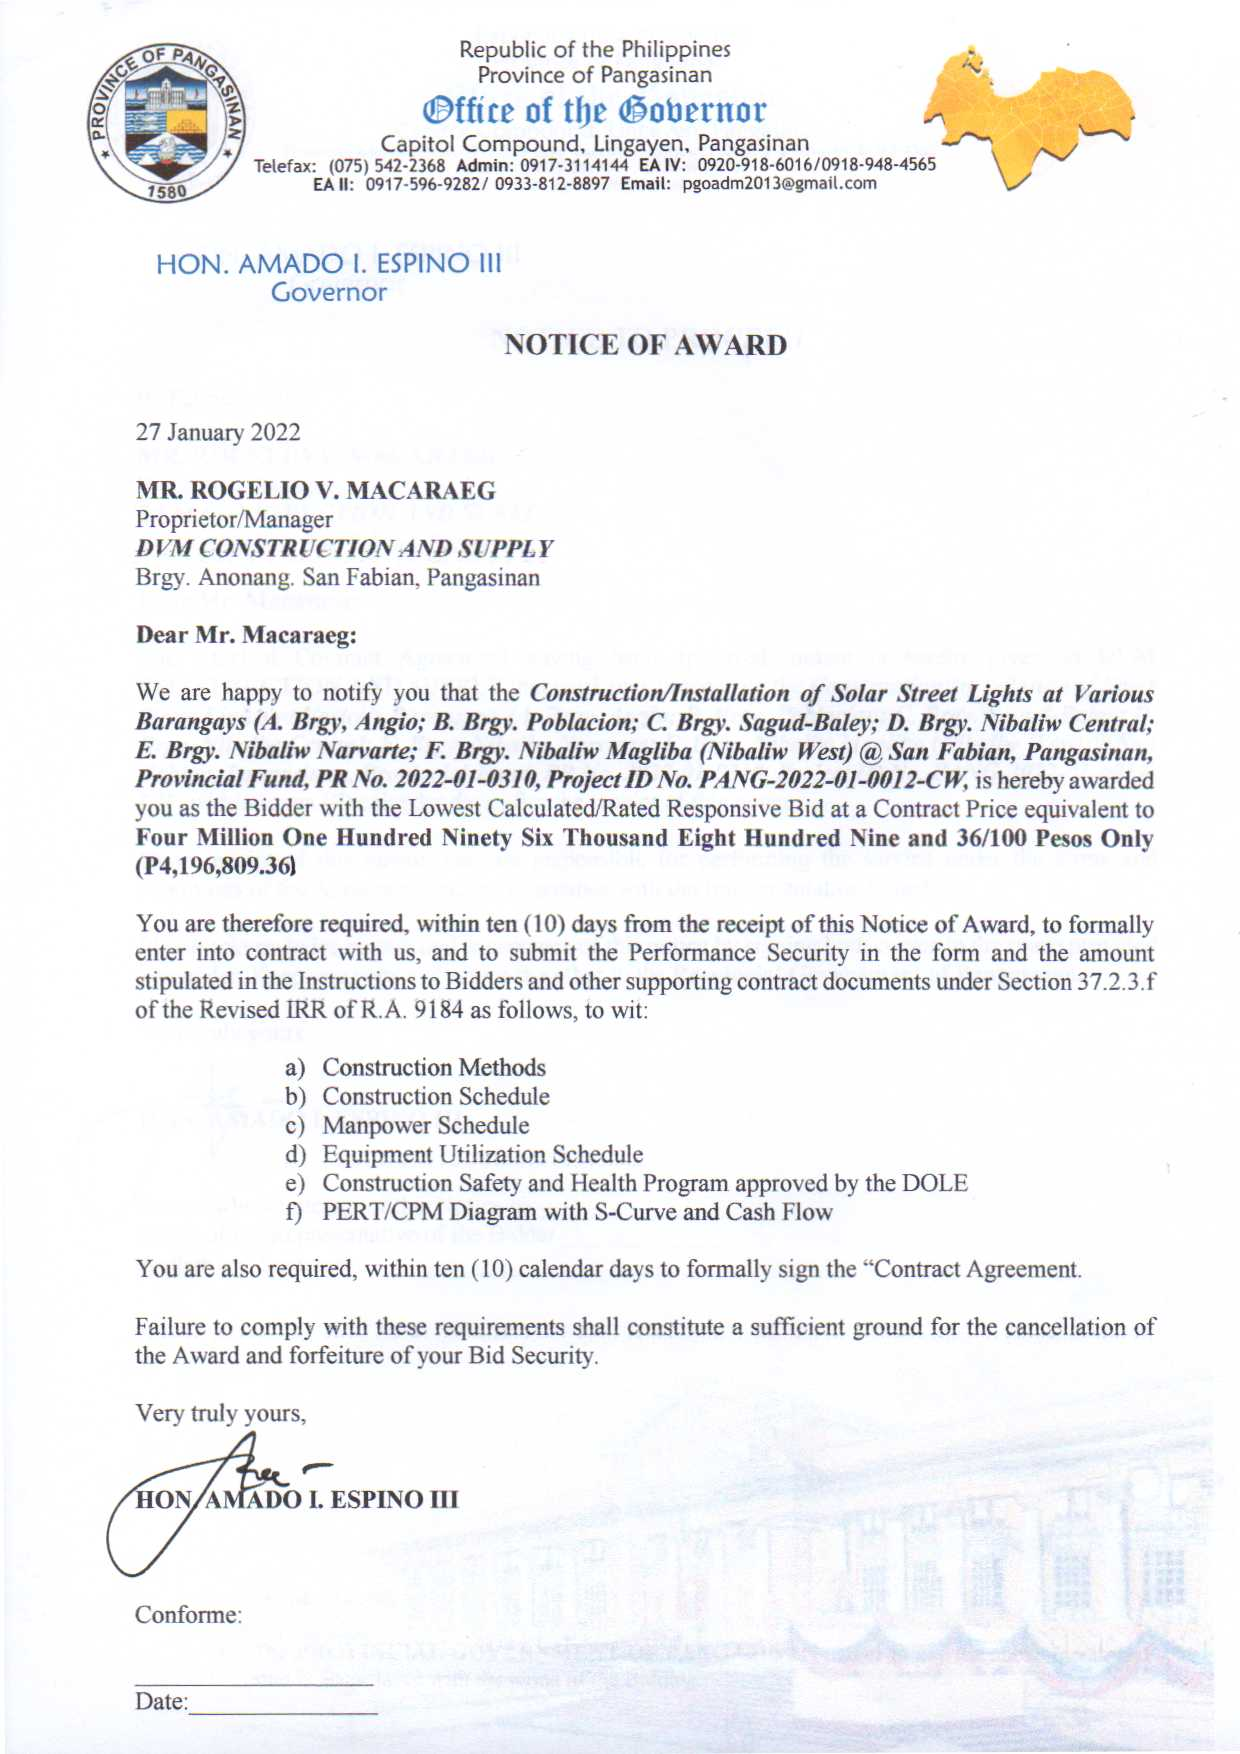 Republic of the Philippines
Province of Pangasinan
Office of the Governor
Capitol Compound, Lingayen, Pangasinan
Telefax: (075) 542-2368 Admin: 0917-3114144 EA IV: 0920-918-6016/0918-948-4565
EA II: 0917-596-9282/ 0933-812-8897 Email: pgoadm2013@gmail.com
PROVINCE OF PANGASINAN
1580
HON. AMADO I. ESPINO III
Governor
NOTICE OF AWARD
27 January 2022
MR. ROGELIO V. MACARAEG
Proprietor/Manager
DVM CONSTRUCTION AND SUPPLY
Brgy. Anonang. San Fabian, Pangasinan
Dear Mr. Macaraeg:
We are happy to notify you that the Construction/Installation of Solar Street Lights at Various
Barangays (A. Brgy, Angio; B. Brgy. Poblacion; C. Brgy. Sagud-Baley; D. Brgy. Nibaliw Central;
E. Brgy. Nibaliw Narvarte; F. Brgy. Nibaliw Magliba (Nibaliw West) @ San Fabian, Pangasinan,
Provincial Fund, PR No. 2022-01-0310, Project ID No. PANG-2022-01-0012-CW, is hereby awarded
you as the Bidder with the Lowest Calculated/Rated Responsive Bid at a Contract Price equivalent to
Four Million One Hundred Ninety Six Thousand Eight Hundred Nine and 36/100 Pesos Only
(P4,196,809.36)
You are therefore required, within ten (10) days from the receipt of this Notice of Award, to formally
enter into contract with us, and to submit the Performance Security in the form and the amount
stipulated in the Instructions to Bidders and other supporting contract documents under Section 37.2.3.f
of the Revised IRR of R.A. 9184 as follows, to wit:
a) Construction Methods
b) Construction Schedule
c) Manpower Schedule
d) Equipment Utilization Schedule
e) Construction Safety and Health Program approved by the DOLE
f) PERT/CPM Diagram with S-Curve and Cash Flow
You are also required, within ten (10) calendar days to formally sign the “Contract Agreement.
Failure to comply with these requirements shall constitute a sufficient ground for the cancellation of
the Award and forfeiture of your Bid Security.
Very truly yours,
HON. AMADO I. ESPINO III
Conforme:
Date: